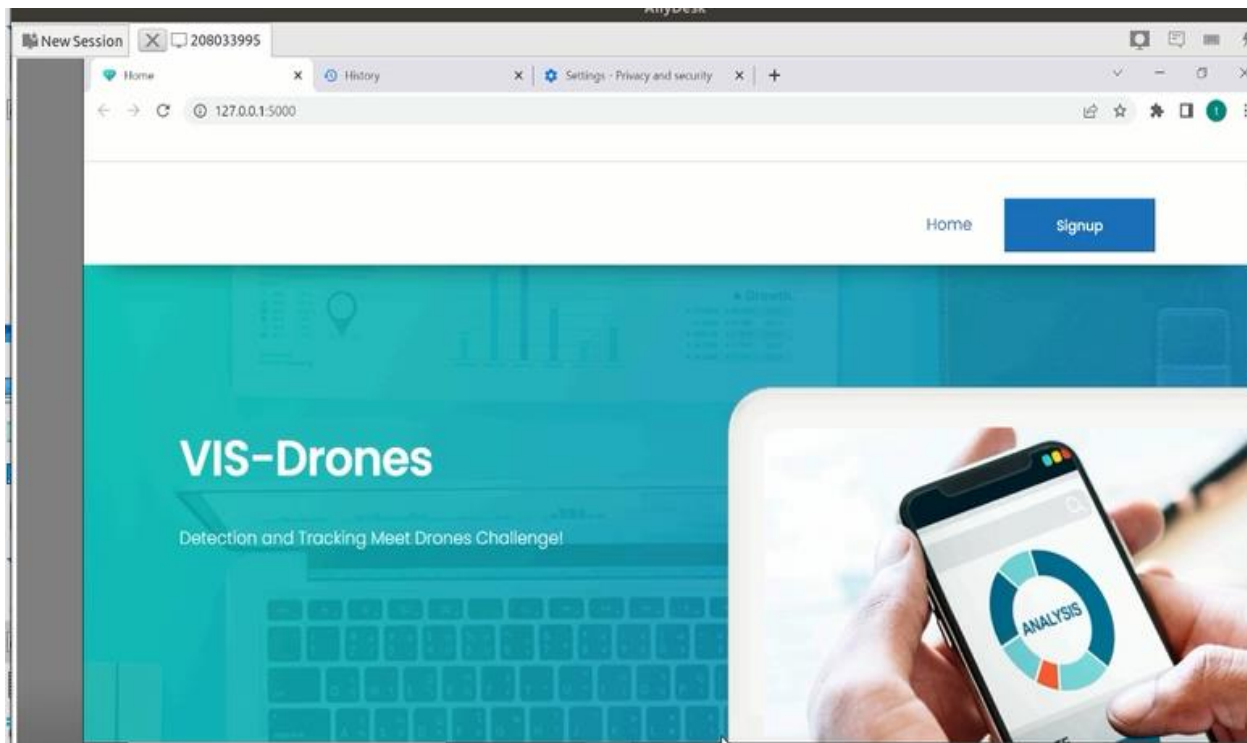 AnyDesk
New Session 208033995
Home History Settings - Privacy and security
127.0.0.1:5000
Home Signup
Growth
VIS-Drones
Detection and Tracking Meet Drones Challenge!
ANALYSIS